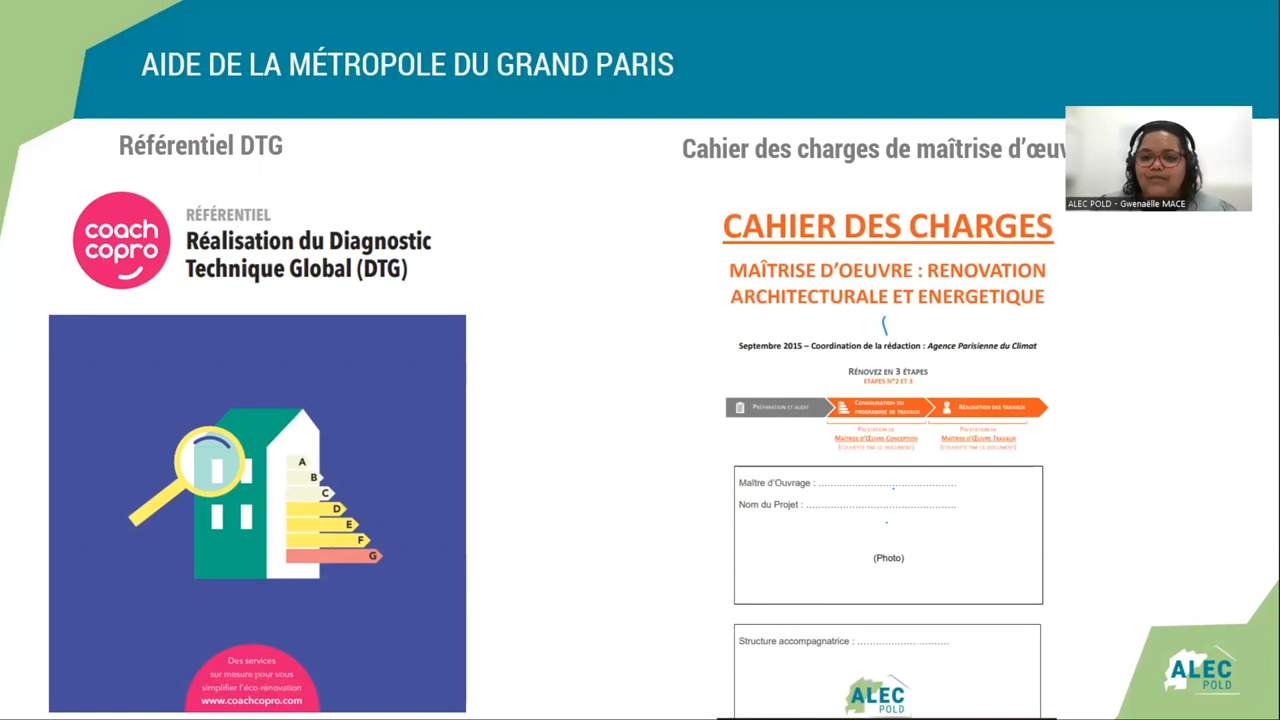 AIDE DE LA MÉTROPOLE DU GRAND PARIS
Référentiel DTG
coach
copro
RÉFÉRENTIEL
Réalisation du Diagnostic
Technique Global (DTG)
A
B
C
D
E
F
G
Des services
sur mesure pour vous
simplifier l'éco-rénovation
www.coachcopro.com
Cahier des charges de maîtrise d'œuv
ALEC POLD - Gwenaëlle MACE
CAHIER DES CHARGES
MAÎTRISE D'OEUVRE : RENOVATION
ARCHITECTURALE ET ENERGETIQUE
Septembre 2015 – Coordination de la rédaction : Agence Parisienne du Climat
RÉNOVEZ EN 3 ÉTAPES
ETAPES N°2 ET 3
PRÉPARATION ET AUDIT
CONSOLIDATION DU
PROGRAMME DE TRAVAUX
RÉALISATION DES TRAVAUX
PRESTATION DE
MAÎTRISE D'ŒUVRE CONCEPTION
(COUVERTE PAR LE DOCUMENT)
PRESTATION DE
MAÎTRISE D'ŒUVRE TRAVAUX
(COUVERTE PAR LE DOCUMENT)
Maître d'Ouvrage : ..................................................
Nom du Projet : .......................................................
(Photo)
Structure accompagnatrice : .................................
ALEC
POLD
ALEC
POLD